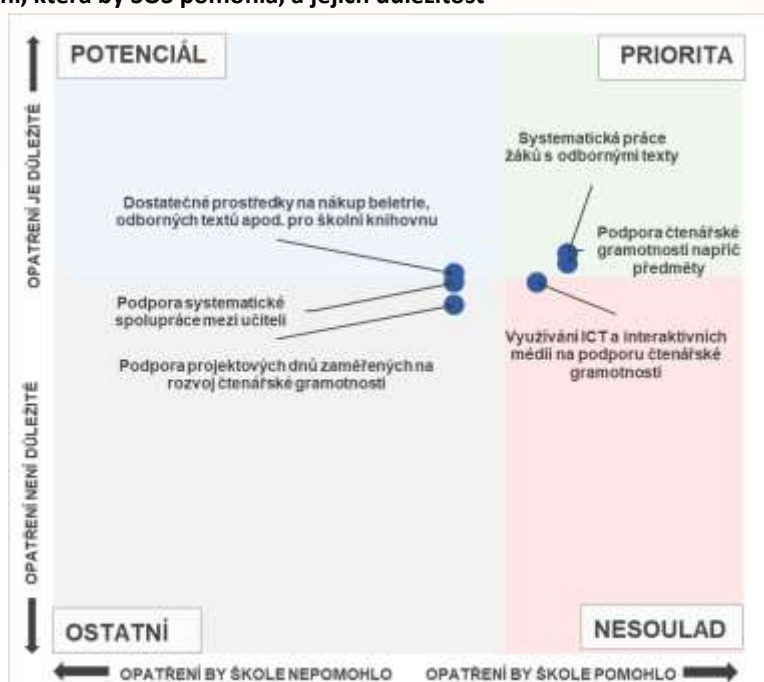 ní, která by SOŠ pomohla, a jejich důležitost
POTENCIÁL
PRIORITA
OPATŘENÍ JE DŮLEŽITÉ
Systematická práce
žáků s odbornými texty
Dostatečné prostředky na nákup beletrie,
odborných textů apod. pro školní knihovnu
Podpora čtenářské
gramotnosti napříč
předměty
Podpora systematické
spolupráce mezi učiteli
Využívání ICT a interaktivních
médií na podporu čtenářské
gramotnosti
Podpora projektových dnů zaměřených na
rozvoj čtenářské gramotnosti
OPATŘENÍ NENÍ DŮLEŽITÉ
OSTATNÍ
NESOULAD
OPATŘENÍ BY ŠKOLE NEPOMOHLO
OPATŘENÍ BY ŠKOLE POMOHLO